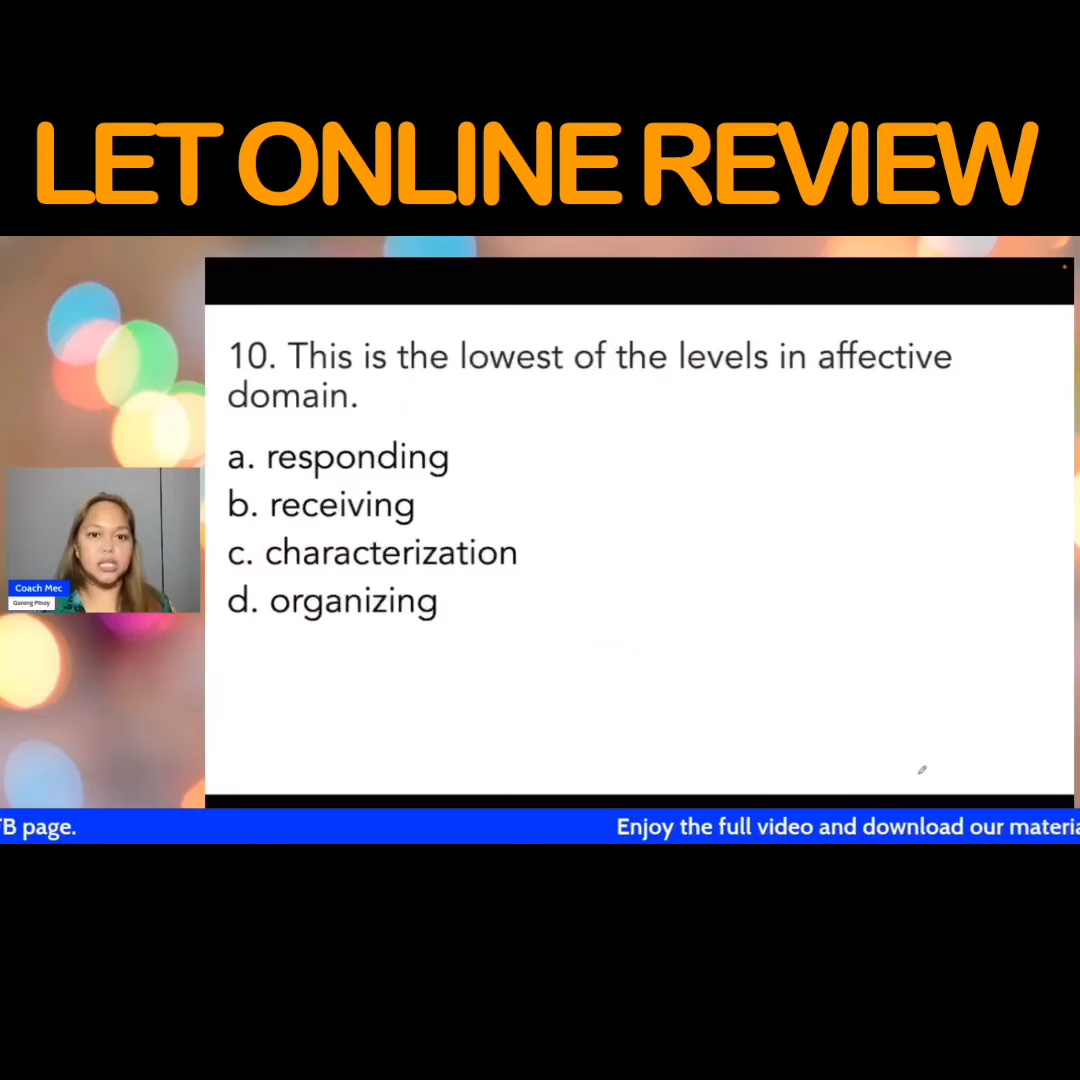 LET ONLINE REVIEW
10. This is the lowest of the levels in affective
domain.
a. responding
b. receiving
c. characterization
d. organizing
Coach Mec
Gurong Pinoy
FB page.
Enjoy the full video and download our materia